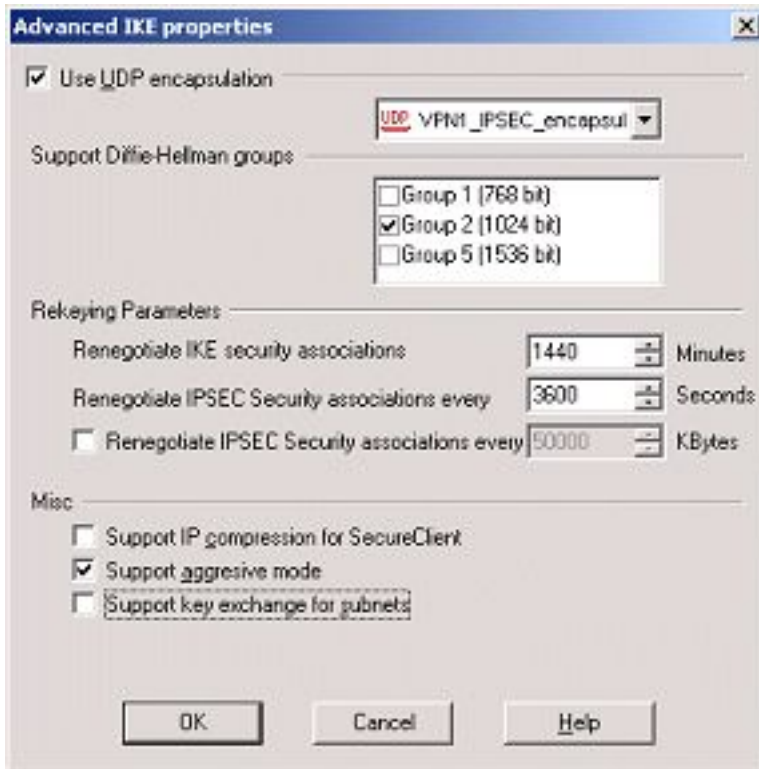 Advanced IKE properties
Use UDP encapsulation
UDP VPN1_IPSEC_encapsul
Support Diffie-Hellman groups
Group 1 (768 bit)
Group 2 (1024 bit)
Group 5 (1536 bit)
Rekeying Parameters
Renegotiate IKE security associations 1440 Minutes
Renegotiate IPSEC Security associations every 3600 Seconds
Renegotiate IPSEC Security associations every 50000 KBytes
Misc
Support IP compression for SecureClient
Support aggresive mode
Support key exchange for subnets
OK Cancel Help